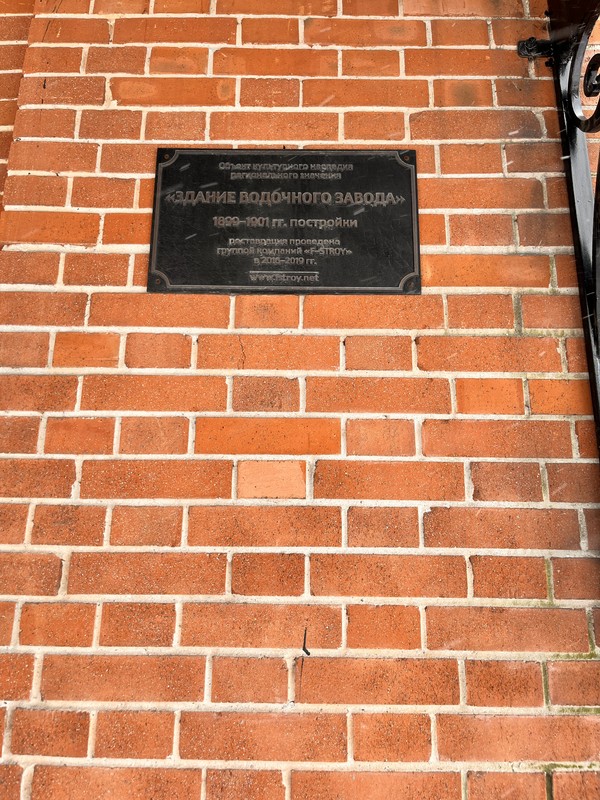 Объект культурного наследия
регионального значения
«ЗДАНИЕ ВОДОЧНОГО ЗАВОДА»
1899–1901 гг. постройки
реставрация проведена
группой компаний «F-STROY»
в 2018–2019 гг.
www.fstroy.net